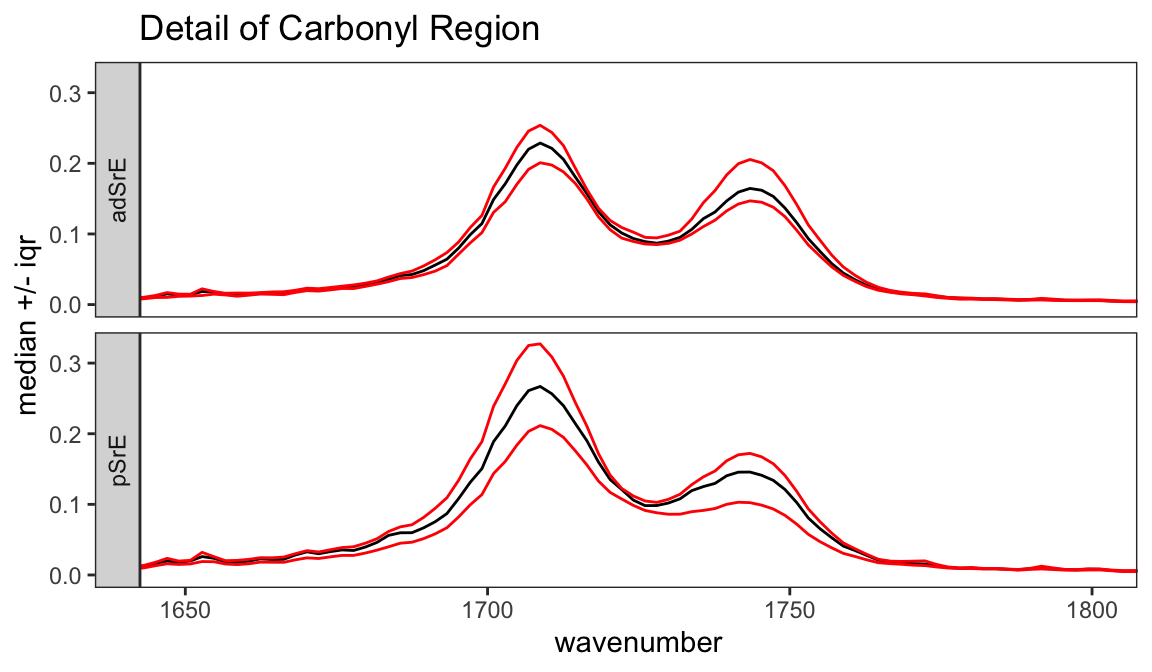 Detail of Carbonyl Region
median +/- iqr
adSrE
0.3
0.2
0.1
0.0
pSrE
0.3
0.2
0.1
0.0
1650 1700 1750 1800
wavenumber